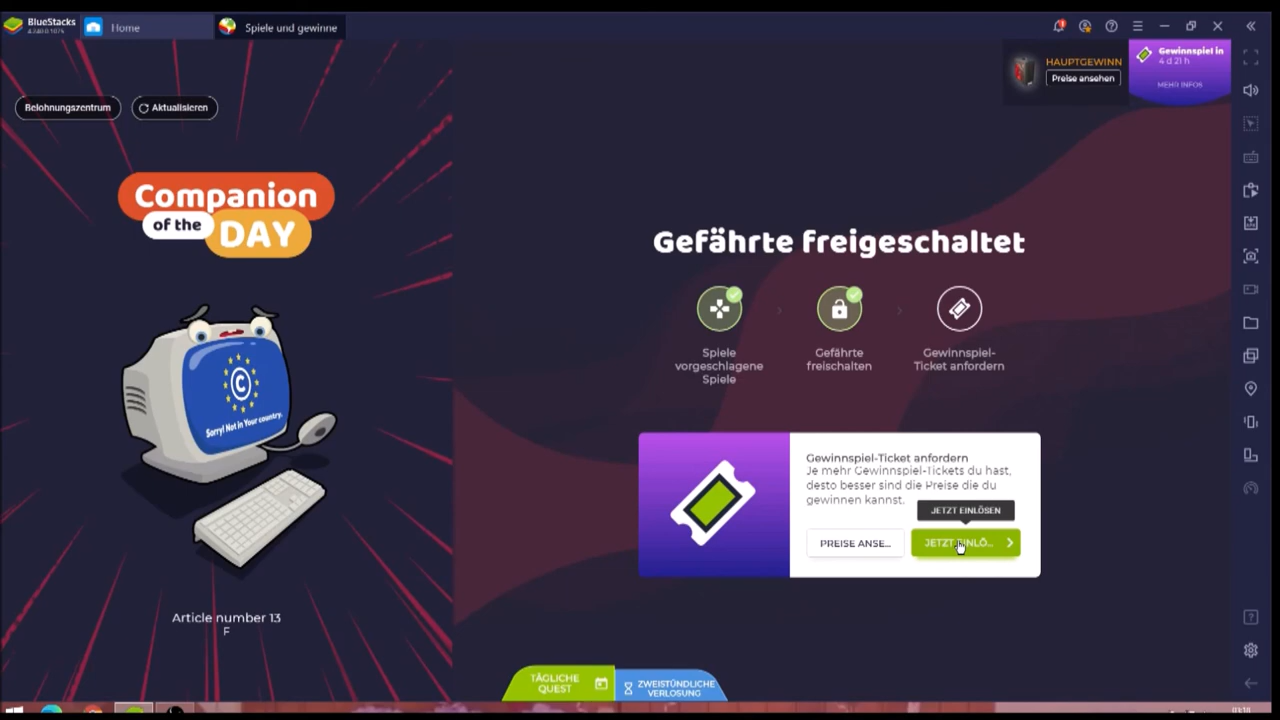 BlueStacks
Home
Spiele und gewinne
HAUPTGEWINN
Preise ansehen
Gewinnspiel in
4 d 21 h
MEHR INFOS
Belohnungszentrum
Aktualisieren
Companion
of the
DAY
Gefährte freigeschaltet
Spiele
vorgeschlagene
Spiele
Gefährte
freischalten
Gewinnspiel-
Ticket anfordern
C
Sorry! Not in Your country.
Gewinnspiel-Ticket anfordern
Je mehr Gewinnspiel-Tickets du hast,
desto besser sind die Preise die du
gewinnen kannst.
JETZT EINLÖSEN
PREISE ANSE...
JETZT EINLÖ...
Article number 13
F
TÄGLICHE
QUEST
ZWEISTÜNDLICHE
VERLOSUNG